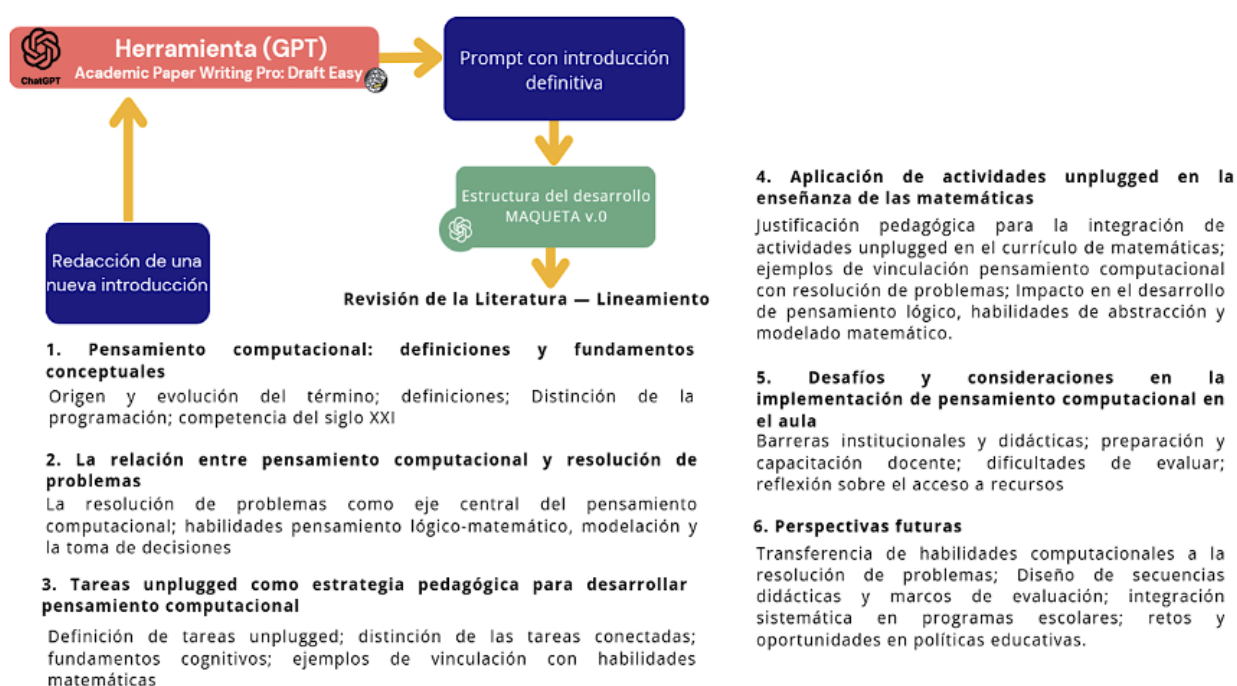 Herramienta (GPT)
ChatGPT
Academic Paper Writing Pro: Draft Easy
Prompt con introducción
definitiva
Estructura del desarrollo
MAQUETA v.0
Redacción de una
nueva introducción
Revisión de la Literatura — Lineamiento
1. Pensamiento computacional: definiciones y fundamentos
conceptuales
Origen y evolución del término; definiciones; Distinción de la
programación; competencia del siglo XXI
2. La relación entre pensamiento computacional y resolución de
problemas
La resolución de problemas como eje central del pensamiento
computacional; habilidades pensamiento lógico-matemático, modelación y
la toma de decisiones
3. Tareas unplugged como estrategia pedagógica para desarrollar
pensamiento computacional
Definición de tareas unplugged; distinción de las tareas conectadas;
fundamentos cognitivos; ejemplos de vinculación con habilidades
matemáticas
4. Aplicación de actividades unplugged en la
enseñanza de las matemáticas
Justificación pedagógica para la integración de
actividades unplugged en el currículo de matemáticas;
ejemplos de vinculación pensamiento computacional
con resolución de problemas; Impacto en el desarrollo
de pensamiento lógico, habilidades de abstracción y
modelado matemático.
5. Desafíos y consideraciones en la
implementación de pensamiento computacional en
el aula
Barreras institucionales y didácticas; preparación y
capacitación docente; dificultades de evaluar;
reflexión sobre el acceso a recursos
6. Perspectivas futuras
Transferencia de habilidades computacionales a la
resolución de problemas; Diseño de secuencias
didácticas y marcos de evaluación; integración
sistemática en programas escolares; retos y
oportunidades en políticas educativas.